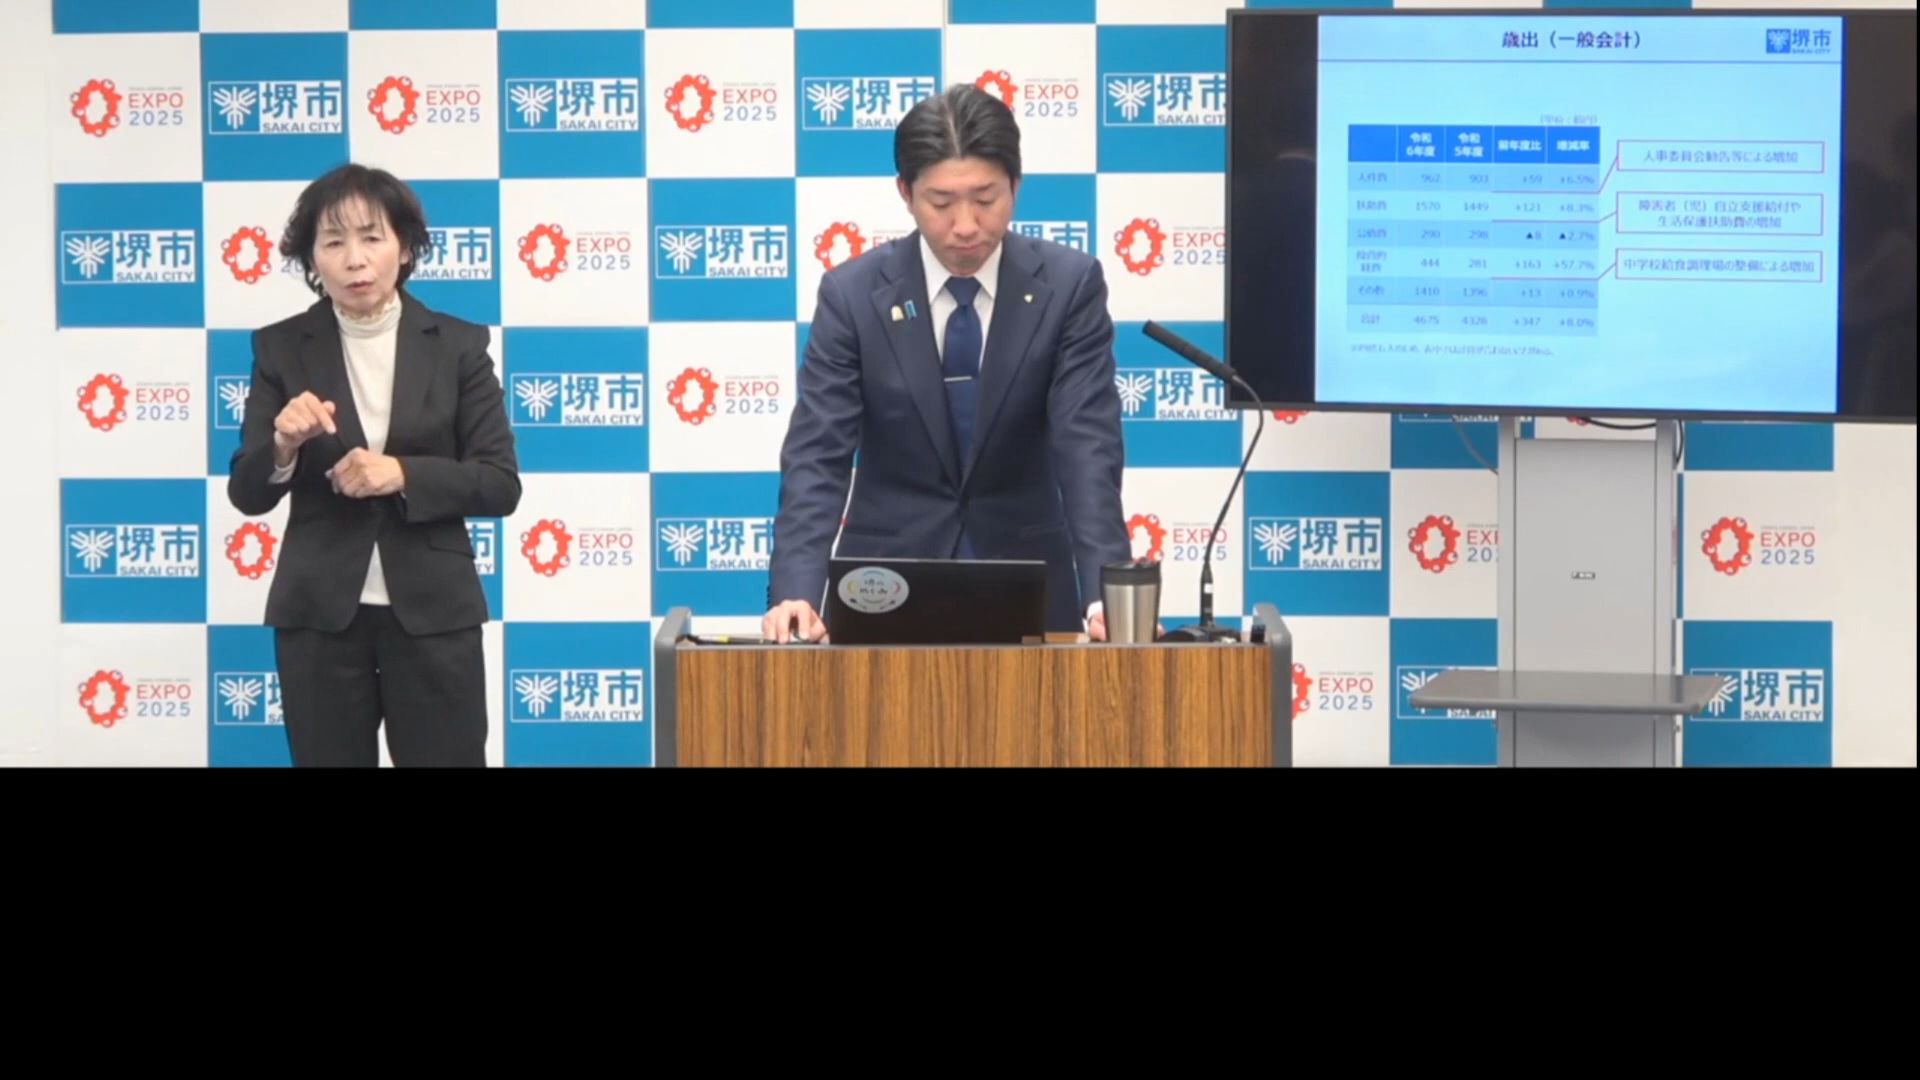 EXPO
2025
堺市
SAKAI CITY
歳出（一般会計）
堺市
SAKAI CITY
令和
6年度
令和
5年度
前年度比
増減率
人件費 962 903 +59 +6.5%
扶助費 1570 1449 +121 +8.3%
公債費 290 298 ▲8 ▲2.7%
投資的
経費
444 281 +163 +57.7%
その他 1410 1396 +13 +0.9%
合計 4675 4328 +347 +8.0%
人事委員会勧告等による増加
障害者（児）自立支援給付や
生活保護扶助費の増加
中学校給食調理場の整備による増加